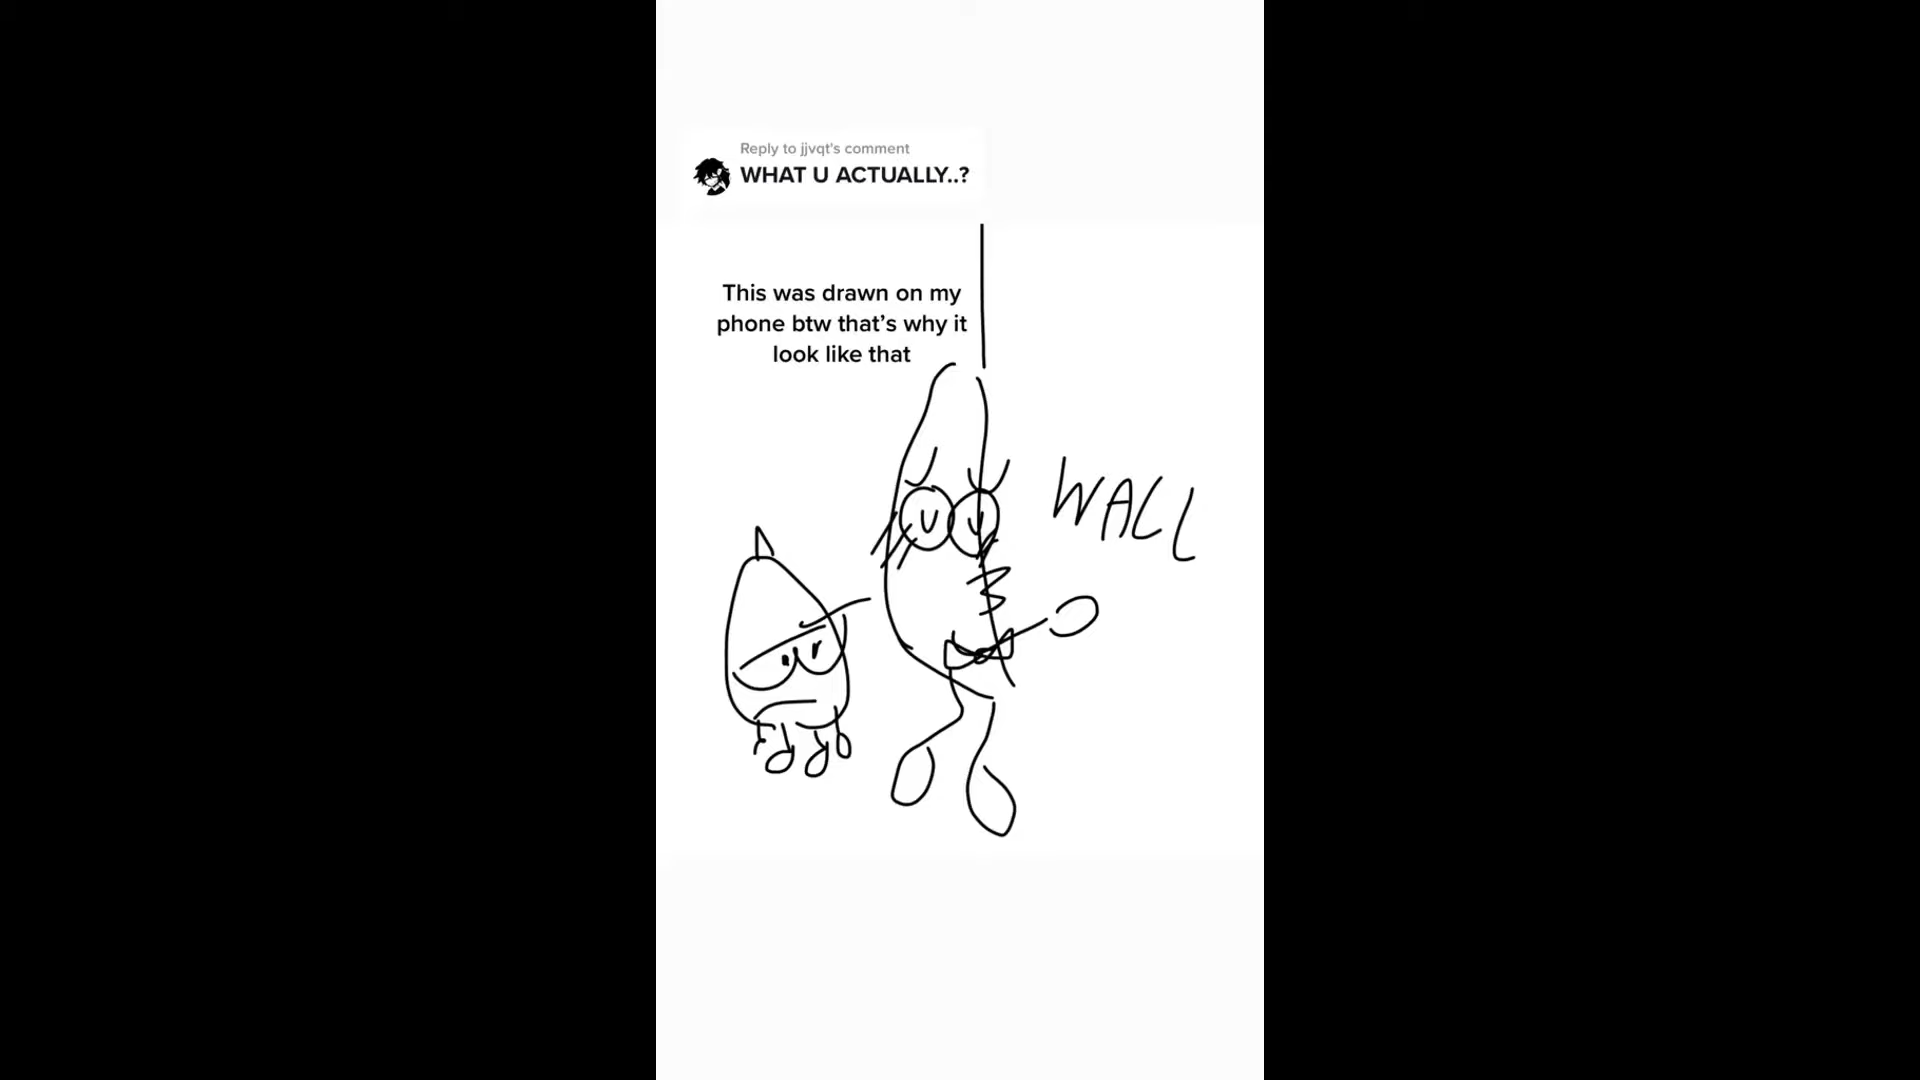 Reply to jjvqt's comment
WHAT U ACTUALLY..?
This was drawn on my
phone btw that’s why it
look like that
WALL